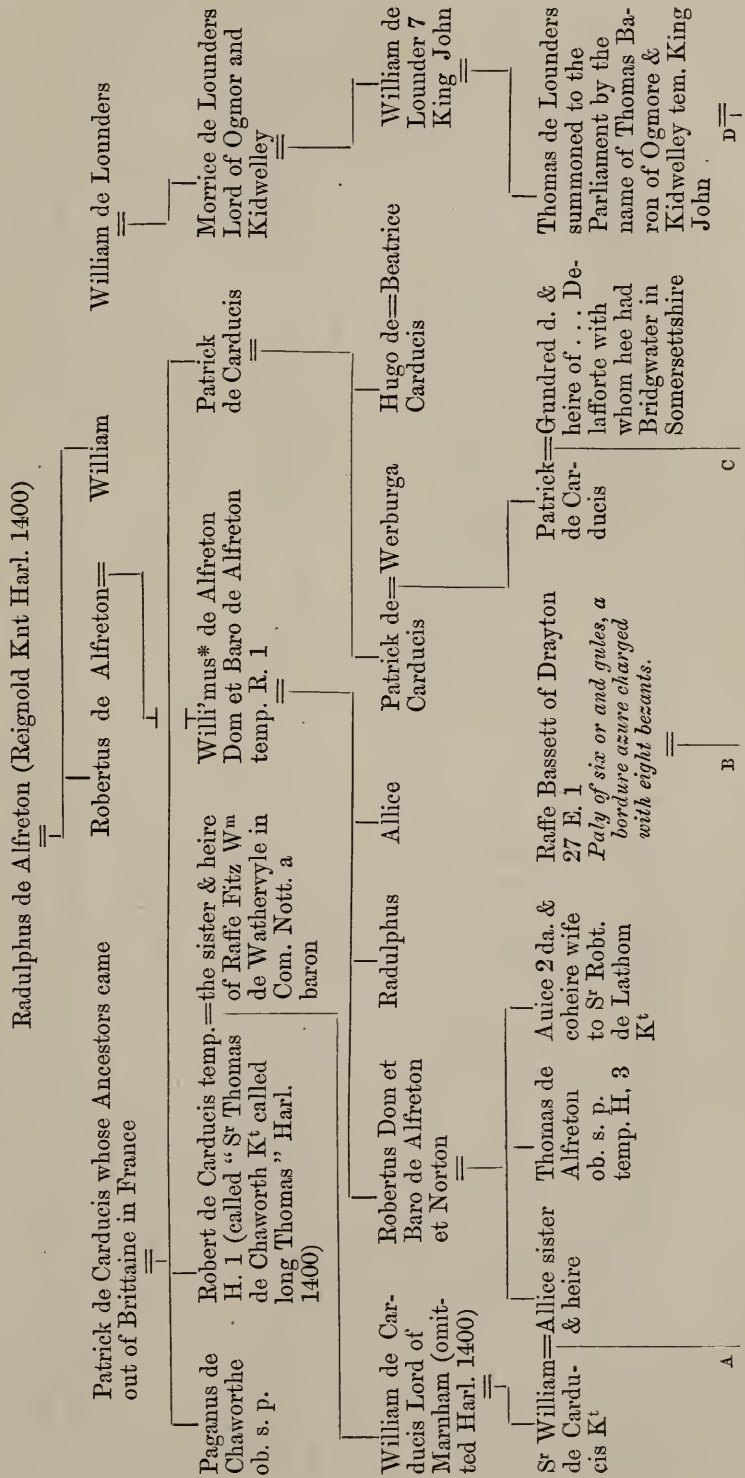 Radulphus de Alfreton (Reignold Knt Harl. 1400)
Patrick de Carducis whose Ancestors came
out of Brittaine in France
Robertus de Alfreton
William
William de Lounders
Paganus de
Chaworthe
ob. s. p.
Robert de Carducis temp.=the sister & heire
H. 1 (called “Sʳ Thomas
de Chaworth Kᵗ called
long Thomas” Harl.
1400)
of Raffe Fitz Wᵐ
de Wathervyle in
Com. Nott. a
baron
Willi'mus* de Alfreton
Dom et Baro de Alfreton
temp. R. 1
Patrick
de Carducis
Morrice de Lounders
Lord of Ogmor and
Kidwelley
William de Car-
ducis Lord of
Marnham (omit-
ted Harl. 1400)
Robertus Dom et
Baro de Alfreton
et Norton
Radulphus
Allice
Patrick de=Werburga
Carducis
Hugo de=Beatrice
Carducis
William de
Lounder 7
King John
Sʳ William=Allice sister
de Cardu-
cis Kᵗ
& heire
Thomas de
Alfreton
ob. s. p.
temp. H, 3
Auice 2 da. &
coheire wife
to Sʳ Robt.
de Lathom
Kᵗ
Raffe Bassett of Drayton
27 E. 1
Paly of six or and gules, a
bordure azure charged
with eight bezants.
Patrick=Gundred d. &
de Car-
ducis
heire of ... De-
lafforte with
whom hee had
Bridgwater in
Somersettshire
Thomas de Lounders
summoned to the
Parliament by the
name of Thomas Ba-
ron of Ogmore &
Kidwelley tem. King
John
A
B
C
D